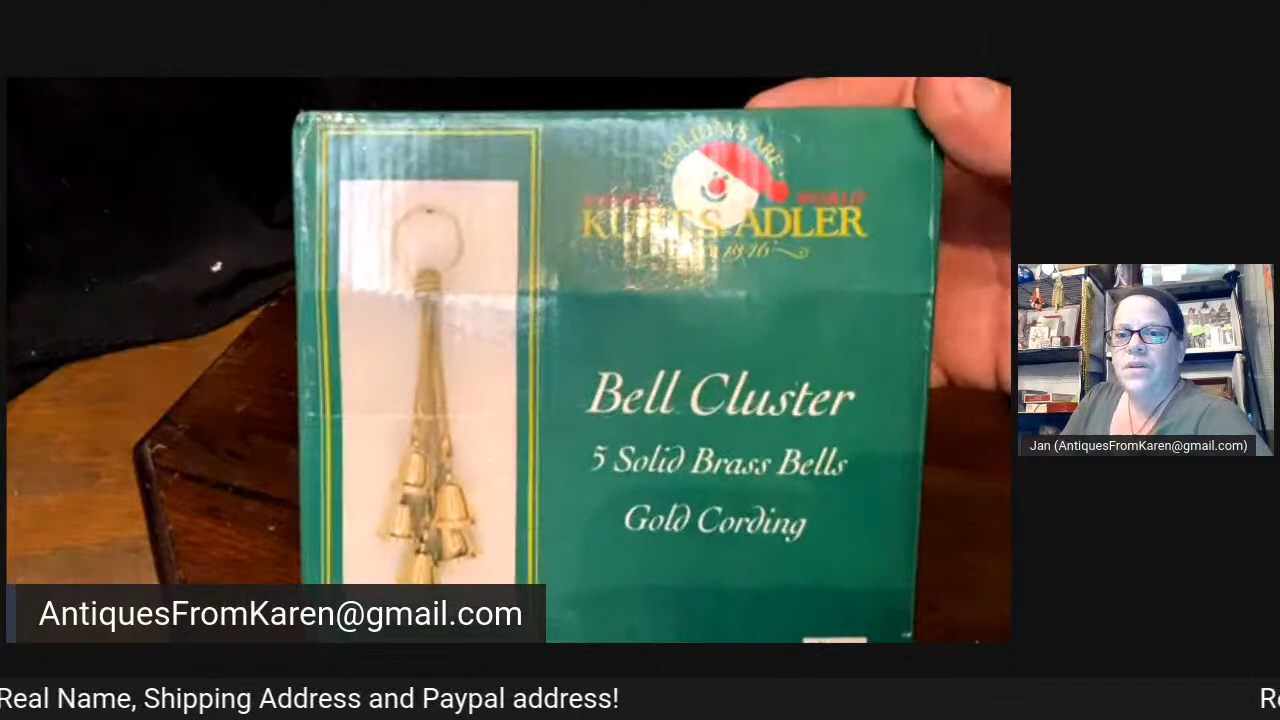 HOLIDAYS ARE
WORLD
KURT S. ADLER
Bell Cluster
5 Solid Brass Bells
Gold Cording
Jan (AntiquesFromKaren@gmail.com)
AntiquesFromKaren@gmail.com
Real Name, Shipping Address and Paypal address!